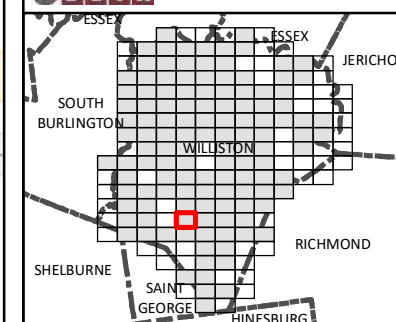 ESSEX
ESSEX
JERICHO
SOUTH
BURLINGTON
WILLISTON
RICHMOND
SHELBURNE
SAINT
GEORGE
HINESBURG